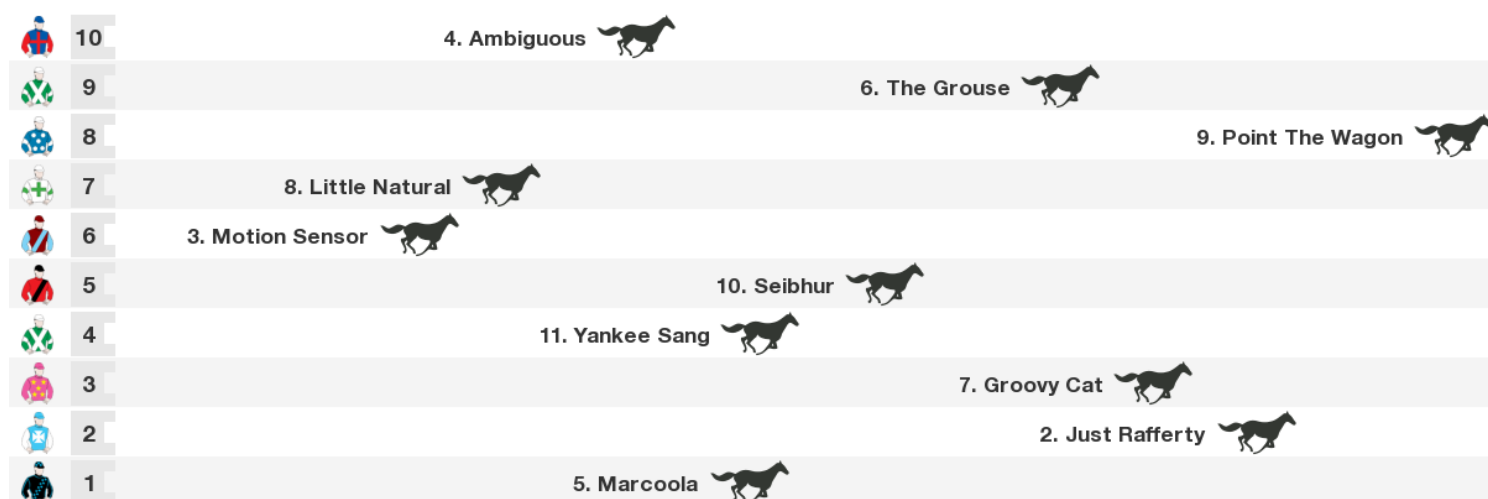 10 4. Ambiguous
9 6. The Grouse
8 9. Point The Wagon
7 8. Little Natural
6 3. Motion Sensor
5 10. Seibhur
4 11. Yankee Sang
3 7. Groovy Cat
2 2. Just Rafferty
1 5. Marcoola